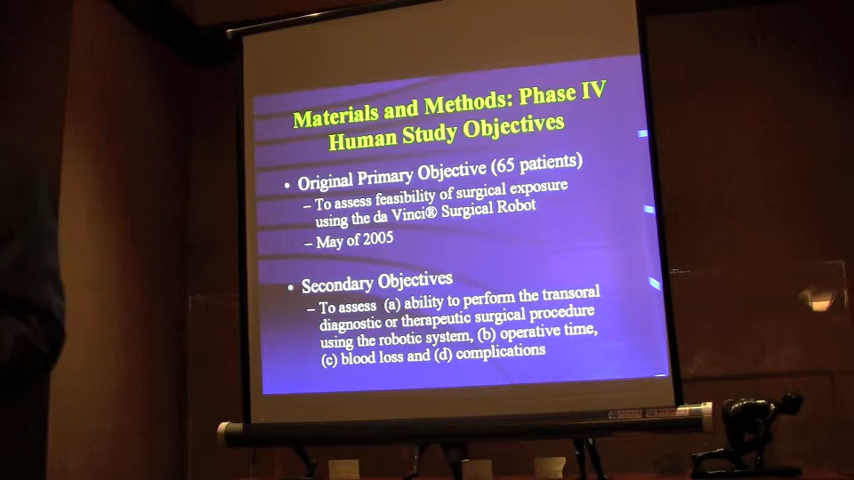 Materials and Methods: Phase IV
Human Study Objectives
• Original Primary Objective (65 patients)
– To assess feasibility of surgical exposure
using the da Vinci® Surgical Robot
– May of 2005
• Secondary Objectives
– To assess (a) ability to perform the transoral
diagnostic or therapeutic surgical procedure
using the robotic system, (b) operative time,
(c) blood loss and (d) complications